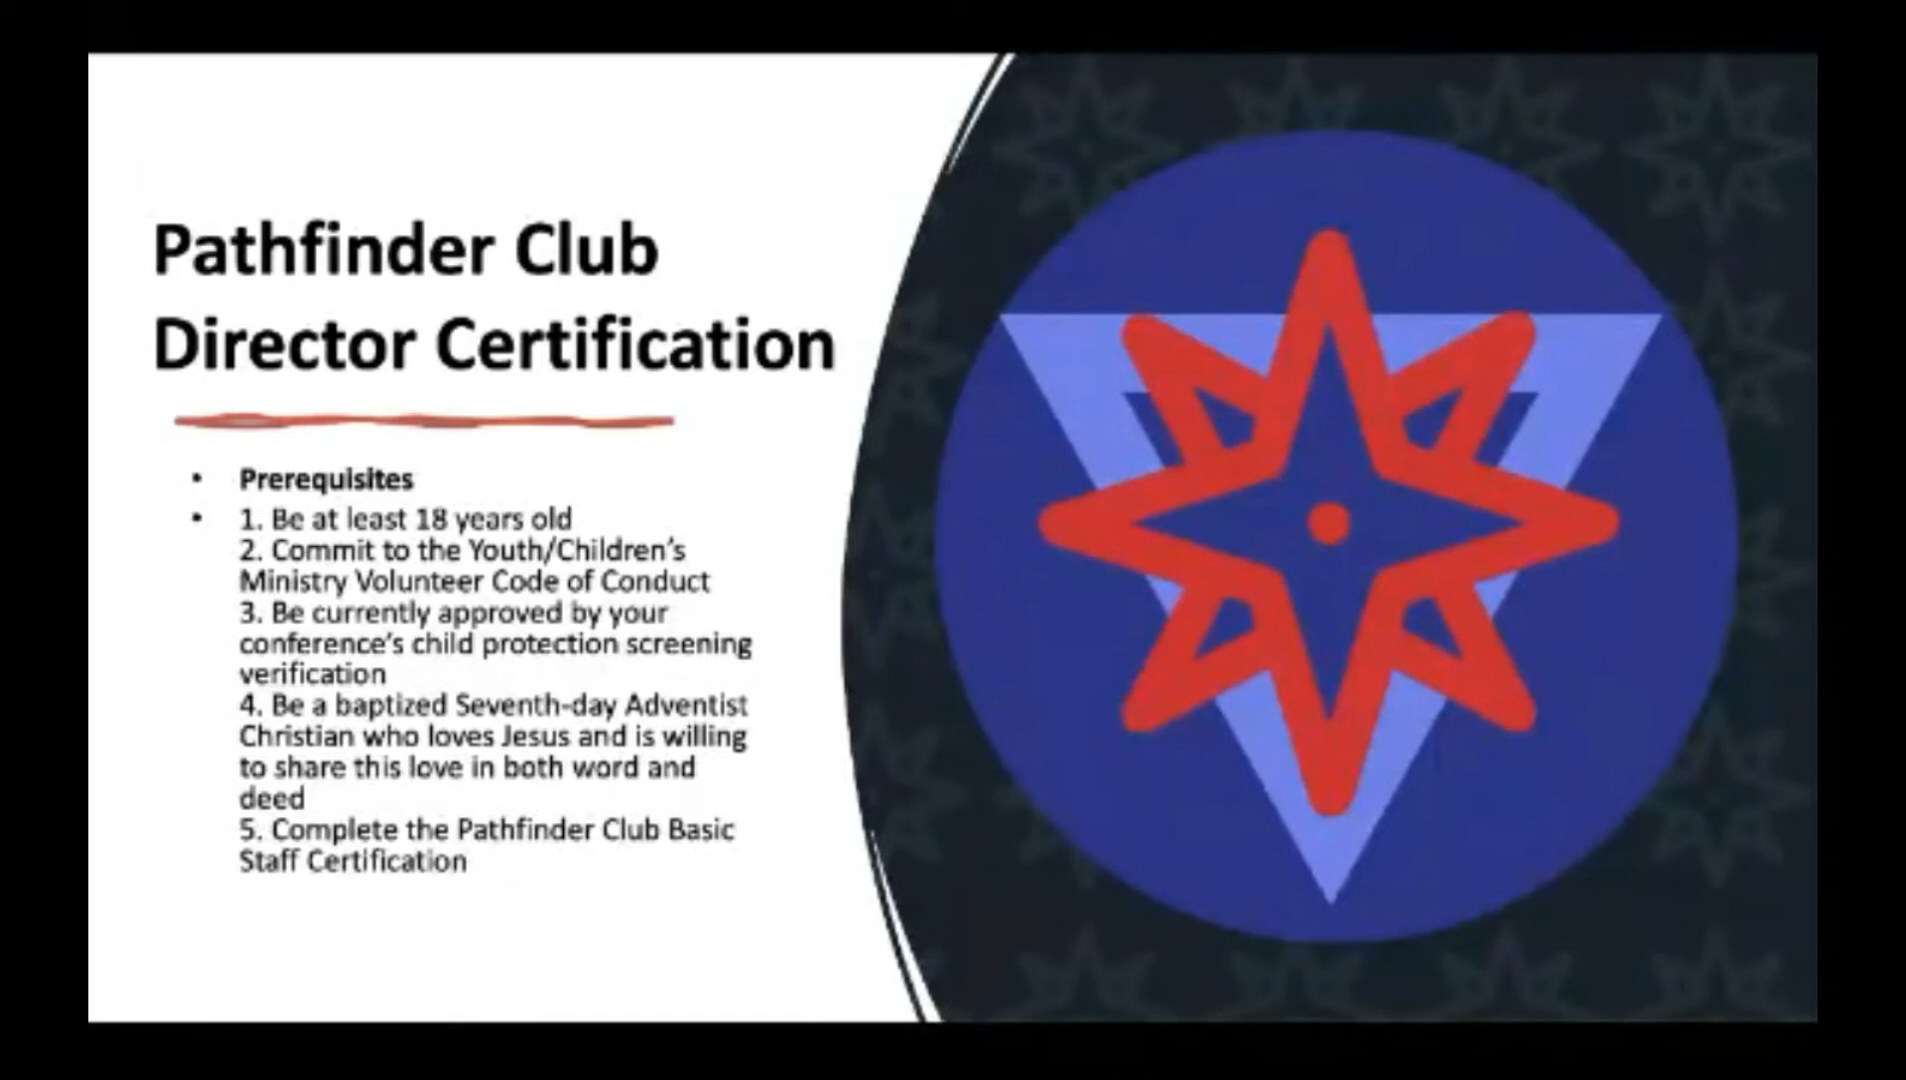 Pathfinder Club
Director Certification
• Prerequisites
• 1. Be at least 18 years old
2. Commit to the Youth/Children's
Ministry Volunteer Code of Conduct
3. Be currently approved by your
conference's child protection screening
verification
4. Be a baptized Seventh-day Adventist
Christian who loves Jesus and is willing
to share this love in both word and
deed
5. Complete the Pathfinder Club Basic
Staff Certification